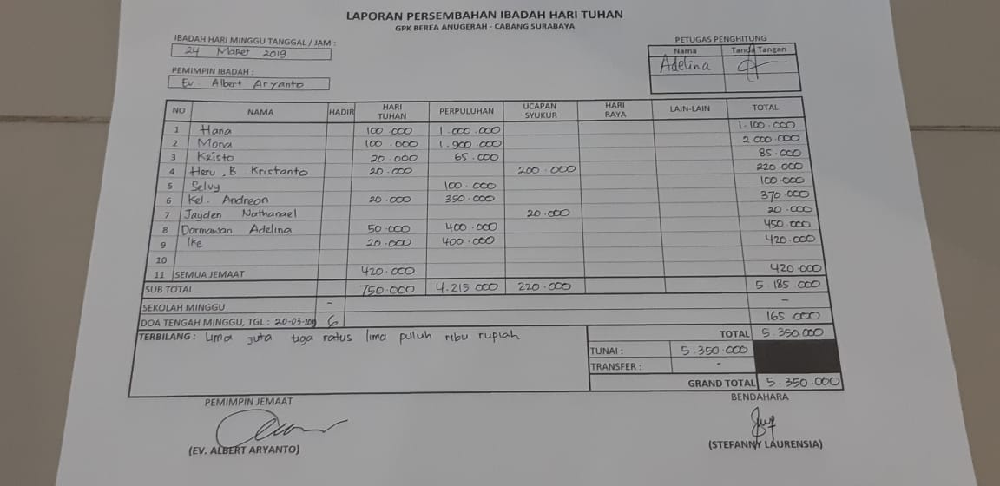 LAPORAN PERSEMBAHAN IBADAH HARI TUHAN
GPK BEREA ANUGERAH - CABANG SURABAYA
IBADAH HARI MINGGU TANGGAL / JAM :
24 Maret 2019
PEMIMPIN IBADAH :
Ev. Albert Aryanto
PETUGAS PENGHITUNG
Nama Tanda Tangan
Adelina
NO NAMA HADIR HARI TUHAN PERPULUHAN UCAPAN SYUKUR HARI RAYA LAIN-LAIN TOTAL
1 Hana 100.000 1.000.000 1.100.000
2 Mona 100.000 1.900.000 2.000.000
3 Kristo 20.000 65.000 85.000
4 Heru.B Kristanto 20.000 200.000 220.000
5 Selvy 100.000 100.000
6 Kel. Andreon 20.000 350.000 370.000
7 Jayden Nathanael 20.000 20.000
8 Darmawan Adelina 50.000 400.000 450.000
9 Ike 20.000 400.000 420.000
10
11 SEMUA JEMAAT 420.000 420.000
SUB TOTAL 750.000 4.215.000 220.000 5.185.000
SEKOLAH MINGGU - -
DOA TENGAH MINGGU, TGL : 20-03-2019 6 165.000
TERBILANG : Lima juta tiga ratus lima puluh ribu rupiah
TOTAL 5.350.000
TUNAI : 5.350.000
TRANSFER : -
GRAND TOTAL 5.350.000
PEMIMPIN JEMAAT
(EV. ALBERT ARYANTO)
BENDAHARA
(STEFANNY LAURENSIA)